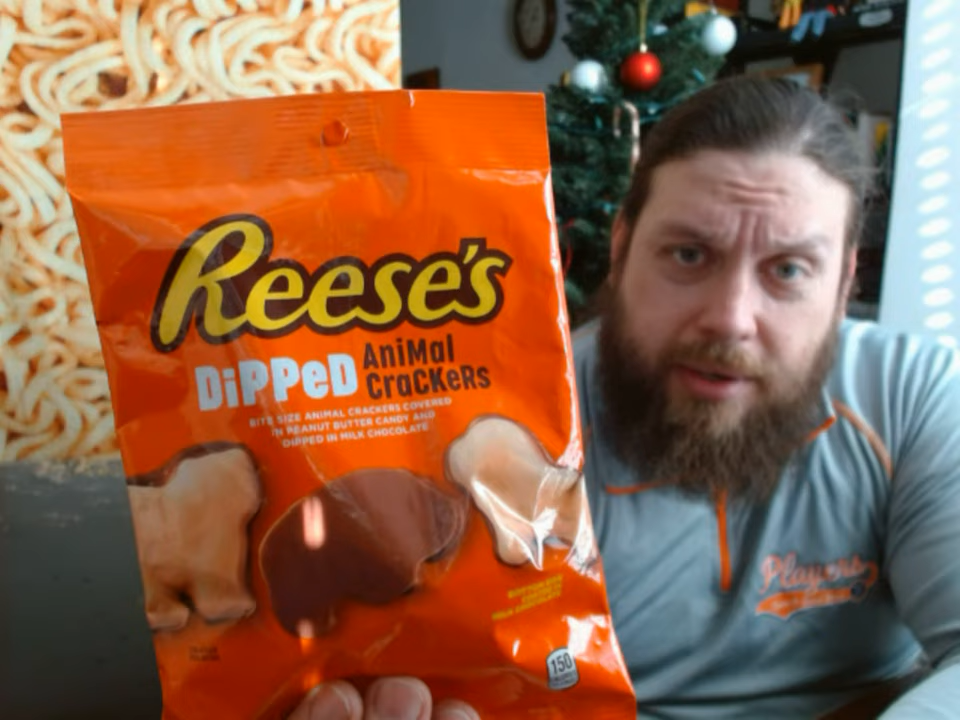 Reese's
DiPPeD
AniMal
CraCKeRs
BITE SIZE ANIMAL CRACKERS COVERED
IN PEANUT BUTTER CANDY AND
DIPPED IN MILK CHOCOLATE
150
Players